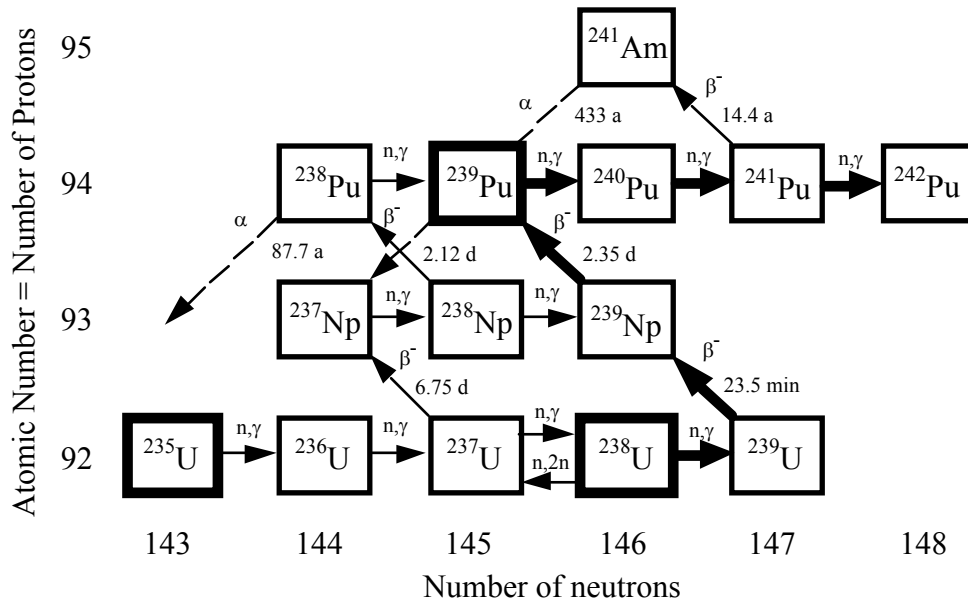 95
²⁴¹Am
β⁻
α
433 a
14.4 a
94
²³⁸Pu
n,γ
²³⁹Pu
n,γ
²⁴⁰Pu
n,γ
²⁴¹Pu
n,γ
²⁴²Pu
α
β⁻
β⁻
87.7 a
2.12 d
2.35 d
93
²³⁷Np
n,γ
²³⁸Np
n,γ
²³⁹Np
β⁻
β⁻
6.75 d
23.5 min
92
²³⁵U
n,γ
²³⁶U
n,γ
²³⁷U
n,γ
n,2n
²³⁸U
n,γ
²³⁹U
143 144 145 146 147 148
Number of neutrons
Atomic Number = Number of Protons